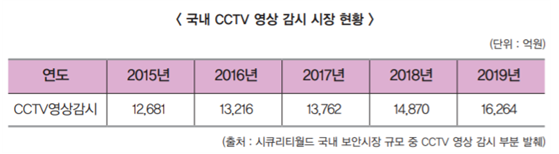 < 국내 CCTV 영상 감시 시장 현황 >
(단위 : 억원)
연도 2015년 2016년 2017년 2018년 2019년
CCTV영상감시 12,681 13,216 13,762 14,870 16,264
(출처 : 시큐리티월드 국내 보안시장 규모 중 CCTV 영상 감시 부분 발췌)